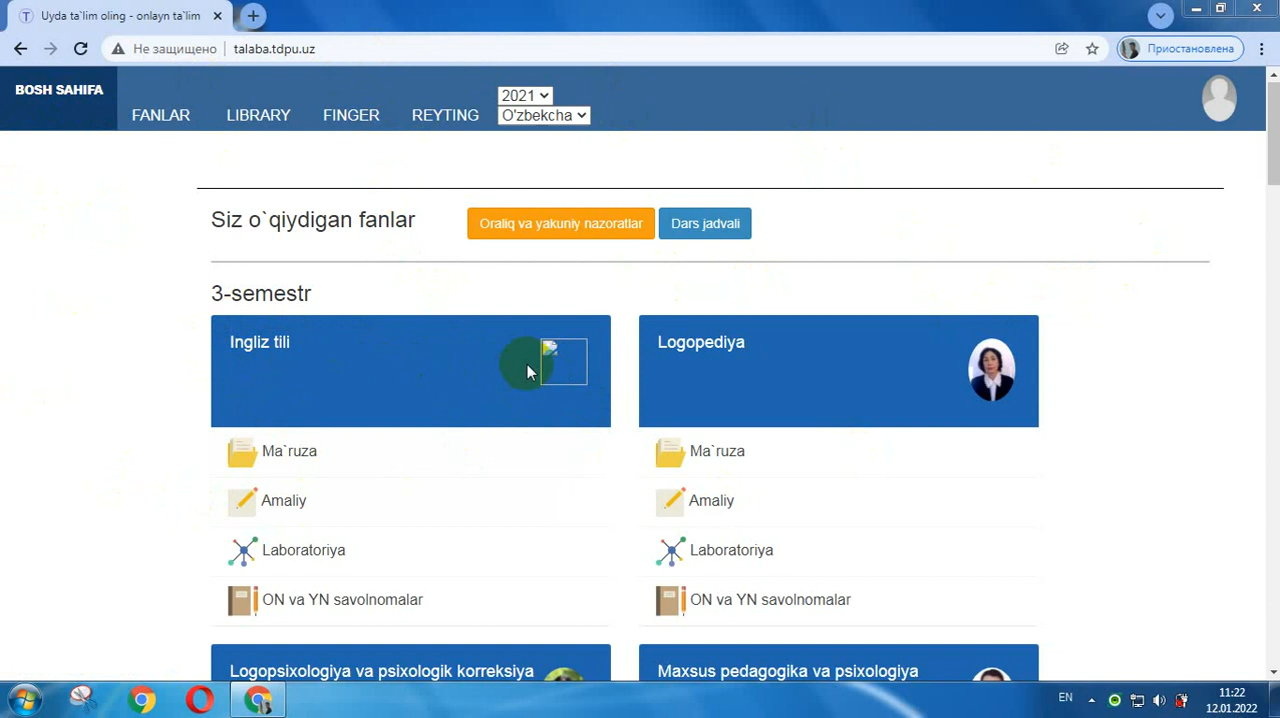 Uyda ta`lim oling - onlayn ta`lim
Не защищено
talaba.tdpu.uz
Приостановлена
BOSH SAHIFA
FANLAR
LIBRARY
FINGER
REYTING
2021
O'zbekcha
Siz o`qiydigan fanlar
Oraliq va yakuniy nazoratlar
Dars jadvali
3-semestr
Ingliz tili
Ma`ruza
Amaliy
Laboratoriya
ON va YN savolnomalar
Logopediya
Ma`ruza
Amaliy
Laboratoriya
ON va YN savolnomalar
Logopsixologiya va psixologik korreksiya
Maxsus pedagogika va psixologiya
EN
11:22
12.01.2022